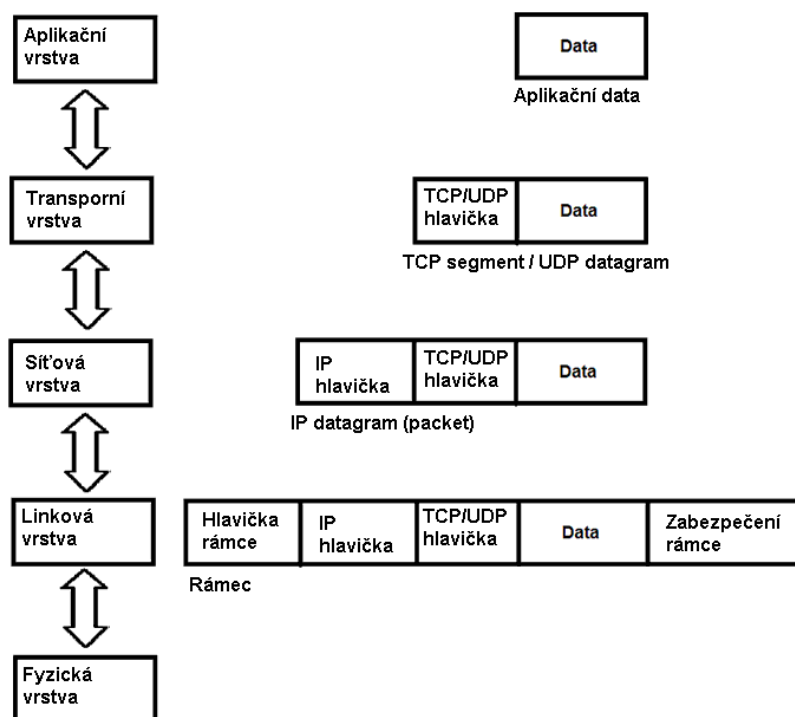 Aplikační
vrstva
Data
Aplikační data
Transporní
vrstva
TCP/UDP
hlavička
Data
TCP segment / UDP datagram
Síťová
vrstva
IP
hlavička
TCP/UDP
hlavička
Data
IP datagram (packet)
Linková
vrstva
Hlavička
rámce
IP
hlavička
TCP/UDP
hlavička
Data
Zabezpečení
rámce
Rámec
Fyzická
vrstva